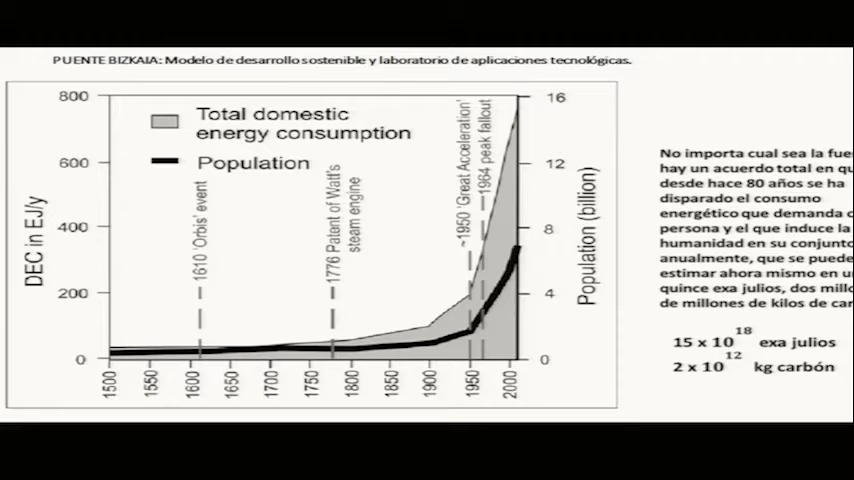 PUENTE BIZKAIA: Modelo de desarrollo sostenible y laboratorio de aplicaciones tecnológicas.
Total domestic
energy consumption
Population
DEC in EJ/y
800
600
400
200
0
1610 'Orbis' event
1776 Patent of Watt's
steam engine
~1950 'Great Acceleration'
1964 peak fallout
16
12
8
4
0
Population (billion)
1500
1550
1600
1650
1700
1750
1800
1850
1900
1950
2000
No importa cual sea la
hay un acuerdo total en
desde hace 80 años se ha
disparado el consumo
energético que demanda
persona y el que induce la
humanidad en su conjunto
anualmente, que se puede
estimar ahora mismo en
quince exa julios, dos
de millones de kilos de
15 x 10 18 exa julios
2 x 10 12 kg carbón